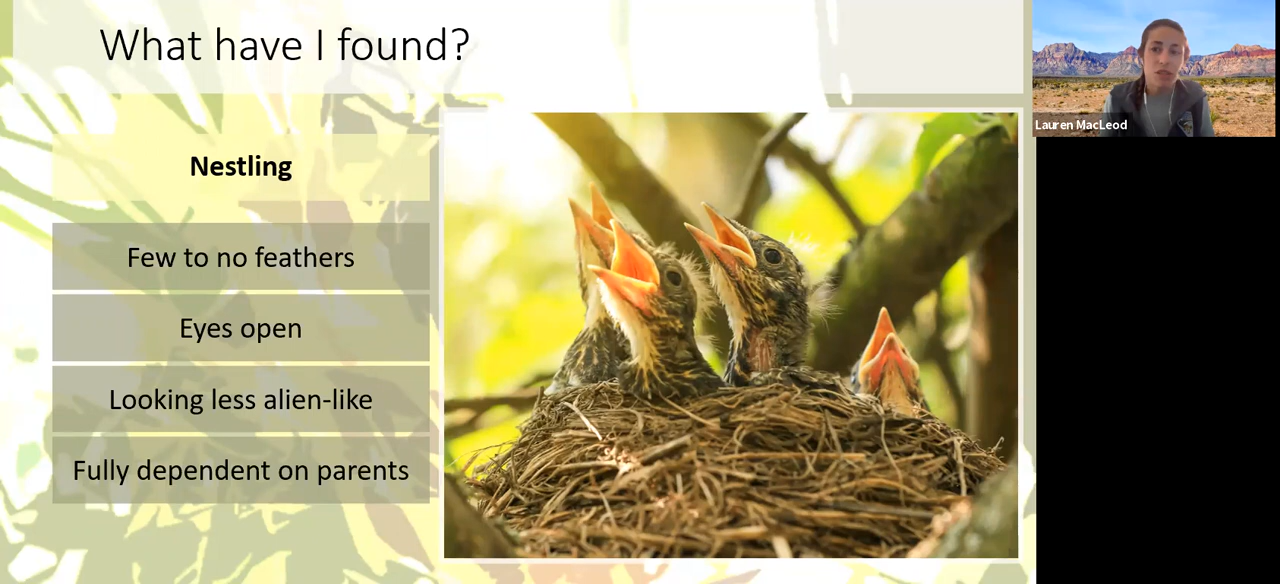 What have I found?
Nestling
Few to no feathers
Eyes open
Looking less alien-like
Fully dependent on parents
Lauren MacLeod